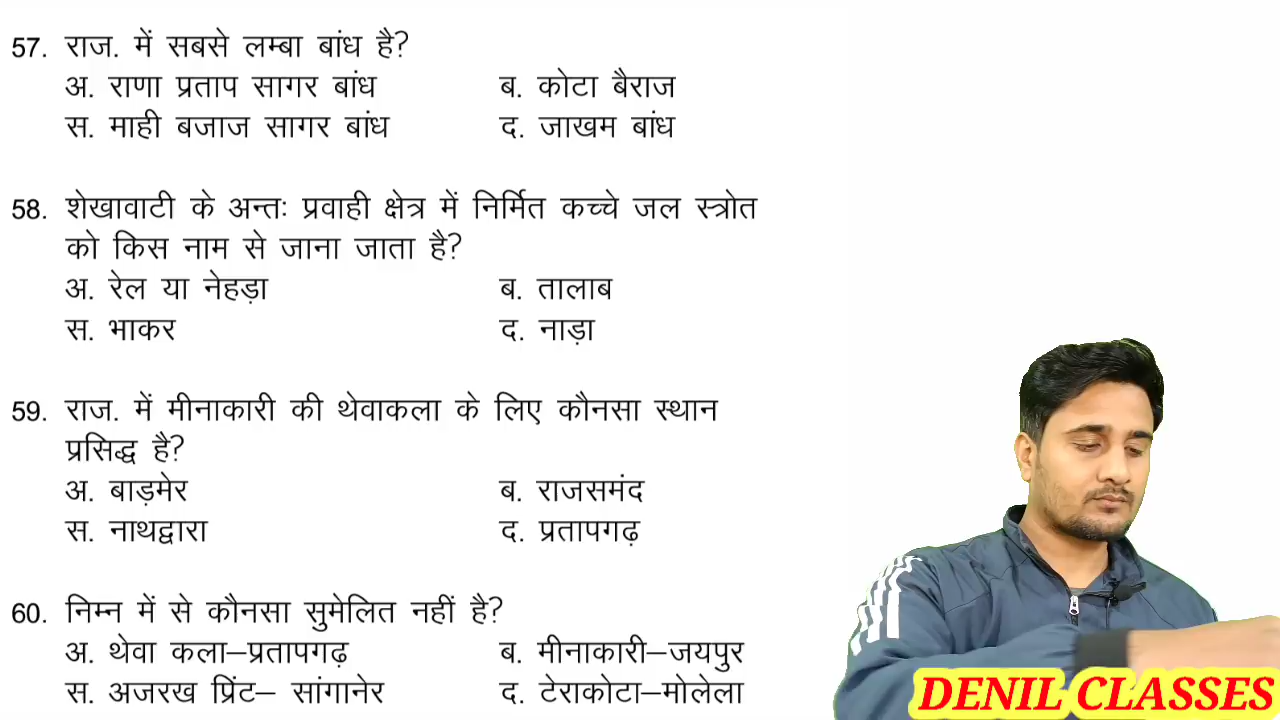 57. राज. में सबसे लम्बा बांध है?
अ. राणा प्रताप सागर बांध ब. कोटा बैराज
स. माही बजाज सागर बांध द. जाखम बांध
58. शेखावाटी के अन्तः प्रवाही क्षेत्र में निर्मित कच्चे जल स्त्रोत
को किस नाम से जाना जाता है?
अ. रेल या नेहड़ा ब. तालाब
स. भाकर द. नाड़ा
59. राज. में मीनाकारी की थेवाकला के लिए कौनसा स्थान
प्रसिद्ध है?
अ. बाड़मेर ब. राजसमंद
स. नाथद्वारा द. प्रतापगढ़
60. निम्न में से कौनसा सुमेलित नहीं है?
अ. थेवा कला–प्रतापगढ़ ब. मीनाकारी–जयपुर
स. अजरख प्रिंट– सांगानेर द. टेराकोटा–मोलेला
DENIL CLASSES